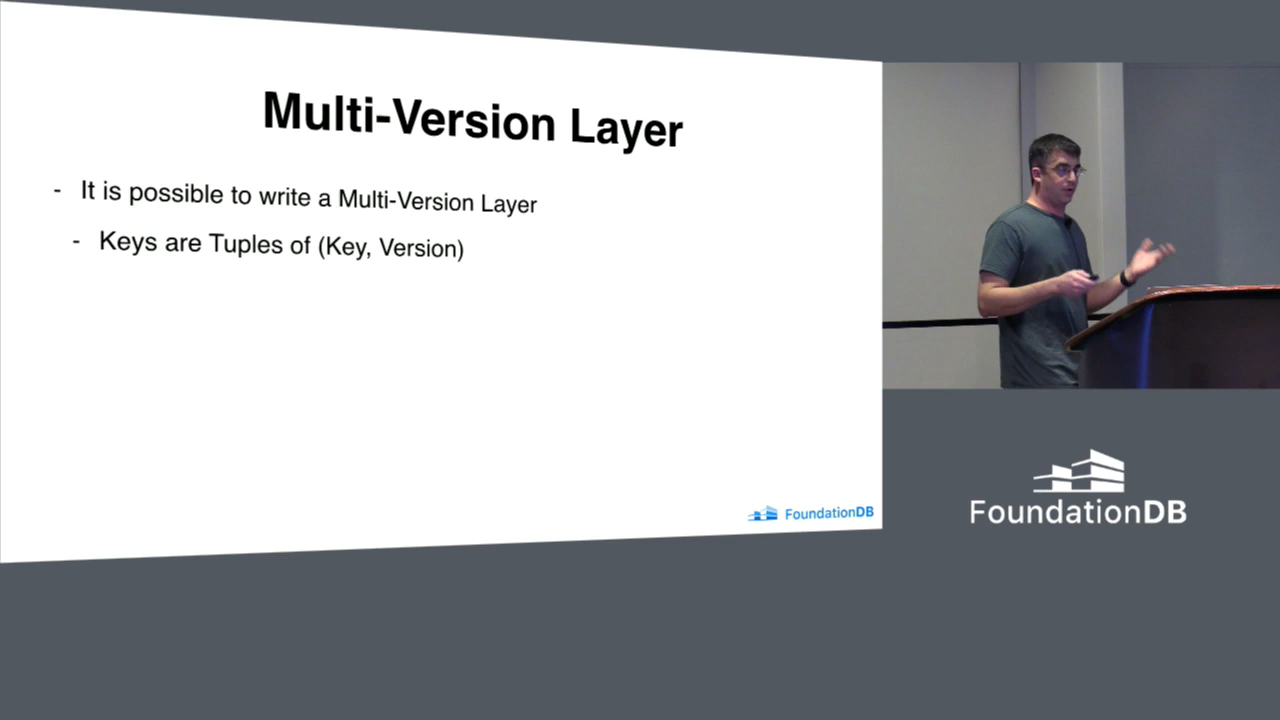 Multi-Version Layer
- It is possible to write a Multi-Version Layer
- Keys are Tuples of (Key, Version)
FoundationDB
FoundationDB